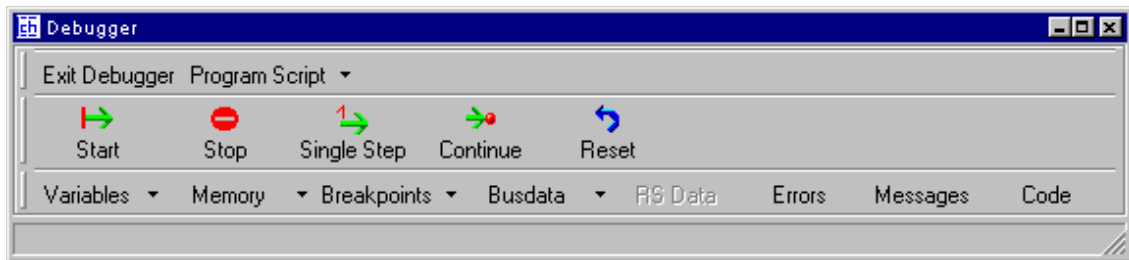 Debugger
Exit Debugger Program Script
1
Start Stop Single Step Continue Reset
Variables Memory Breakpoints Busdata RS Data Errors Messages Code